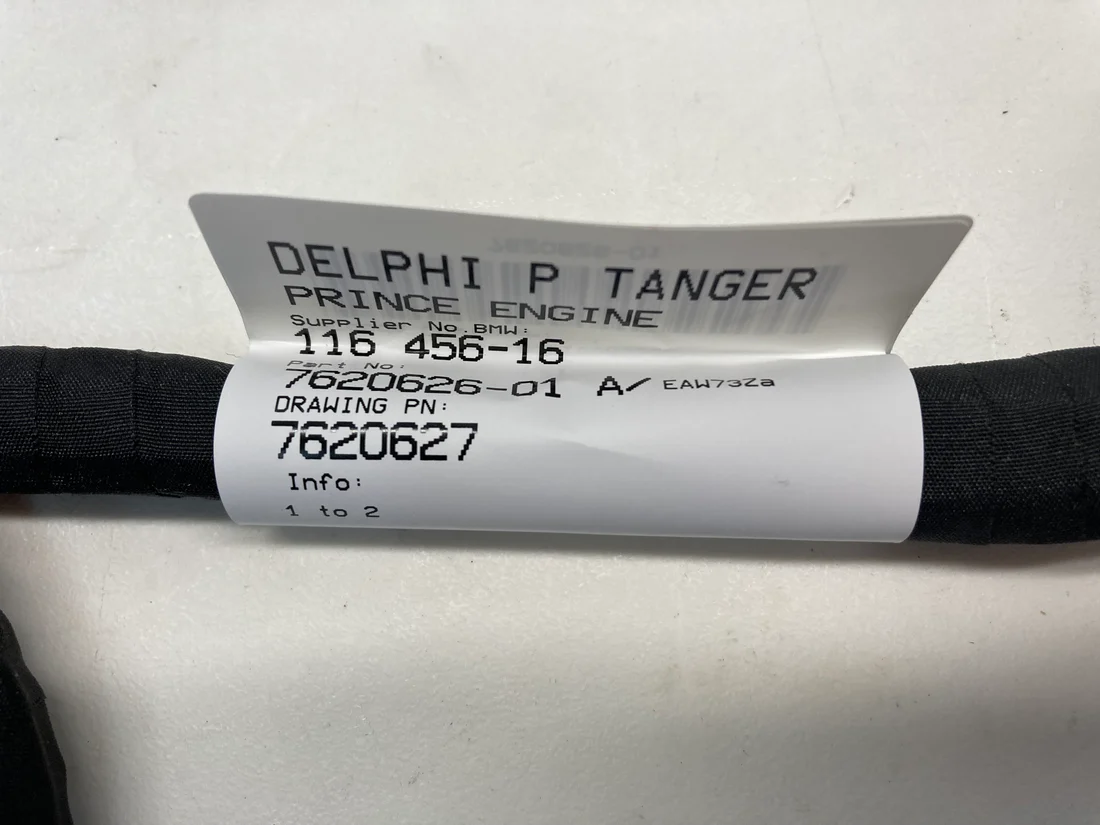 DELPHI P TANGER
PRINCE ENGINE
Supplier No.BMW:
116 456-16
Part No:
7620626-01 A/ EAW73Za
DRAWING PN:
7620627
Info:
1 to 2